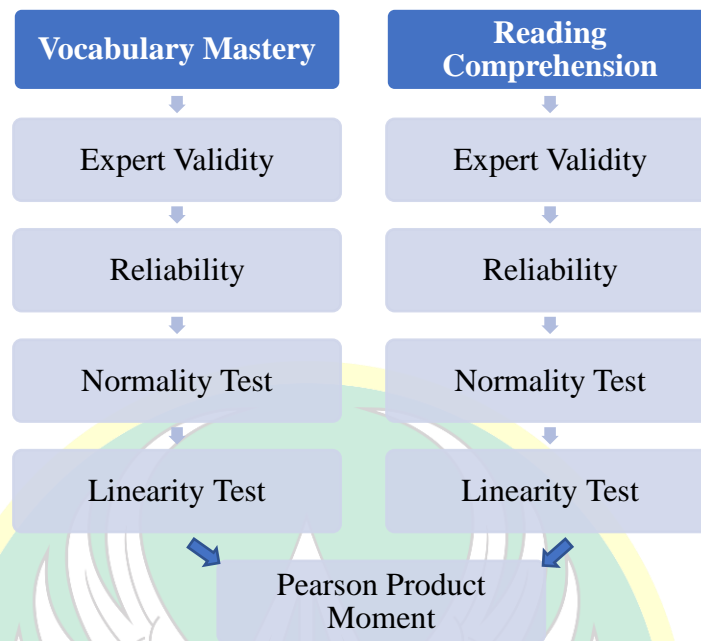 Vocabulary Mastery
Expert Validity
Reliability
Normality Test
Linearity Test
Reading
Comprehension
Expert Validity
Reliability
Normality Test
Linearity Test
Pearson Product
Moment